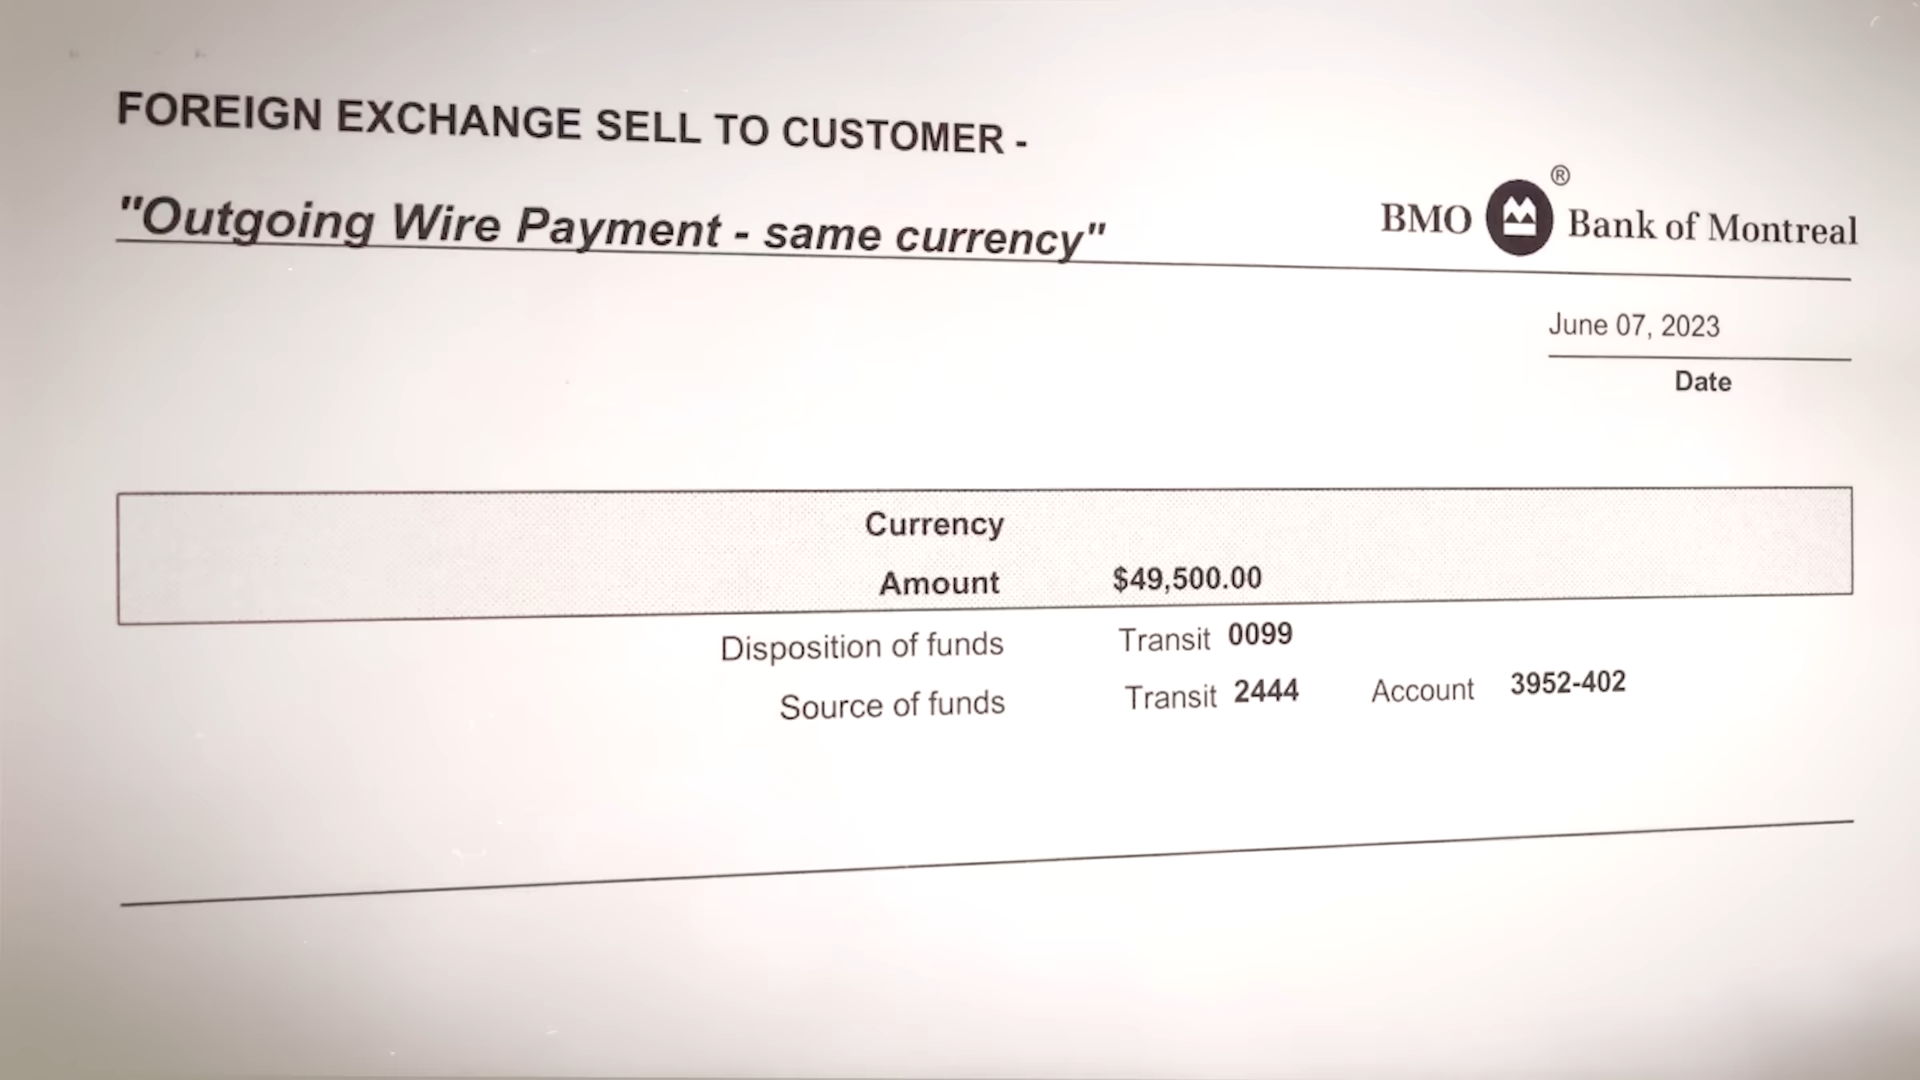 FOREIGN EXCHANGE SELL TO CUSTOMER -
"Outgoing Wire Payment - same currency"
BMO ® Bank of Montreal
June 07, 2023
Date
Currency
Amount $49,500.00
Disposition of funds Transit 0099
Source of funds Transit 2444 Account 3952-402